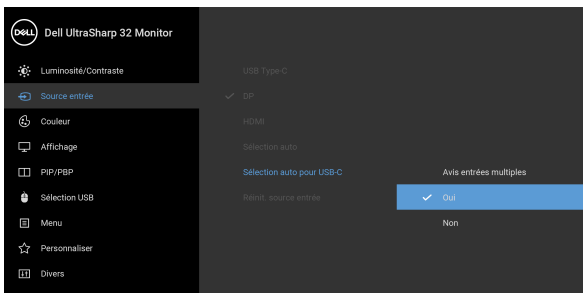 DELL
Dell UltraSharp 32 Monitor
Luminosité/Contraste
Source entrée
Couleur
Affichage
PIP/PBP
Sélection USB
Menu
Personnaliser
Divers
USB Type-C
DP
HDMI
Sélection auto
Sélection auto pour USB-C
Réinit. source entrée
Avis entrées multiples
Oui
Non